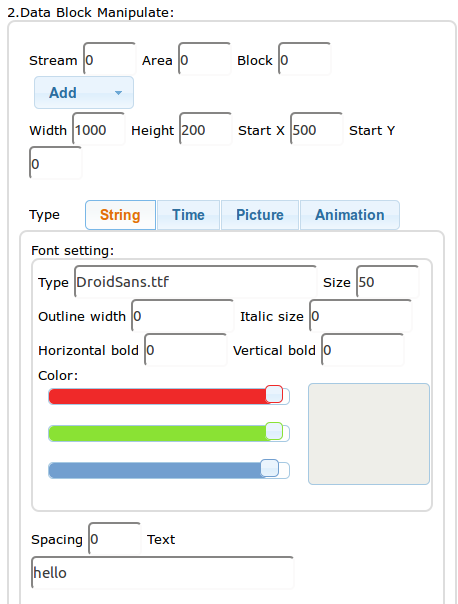 2.Data Block Manipulate:
Stream 0 Area 0 Block 0
Add
Width 1000 Height 200 Start X 500 Start Y
0
Type String Time Picture Animation
Font setting:
Type DroidSans.ttf Size 50
Outline width 0 Italic size 0
Horizontal bold 0 Vertical bold 0
Color:
Spacing 0 Text
hello